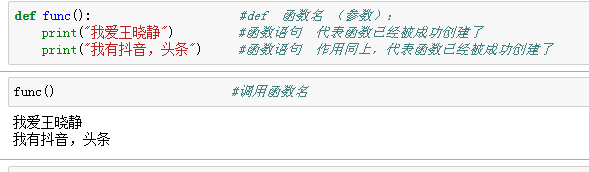 def func():                    #def  函数名 （参数）：
    print("我爱王晓静")         #函数语句  代表函数已经被成功创建了
    print("我有抖音，头条")     #函数语句  作用同上，代表函数已经被成功创建了
func()                         #调用函数名
我爱王晓静
我有抖音，头条